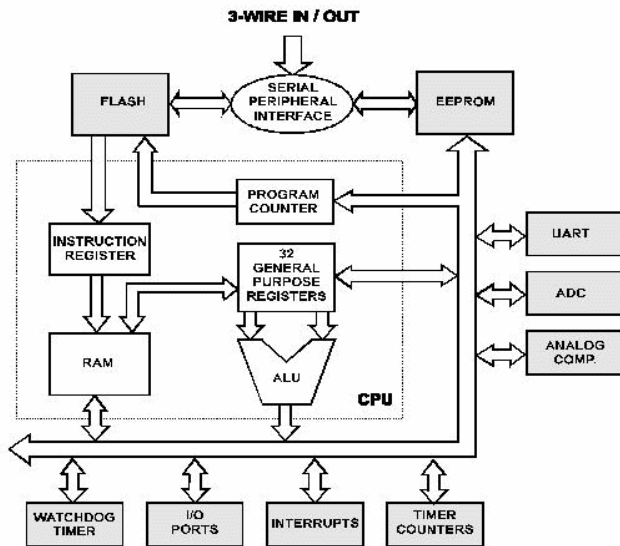 3-WIRE IN / OUT
FLASH
SERIAL
PERIPHERAL
INTERFACE
EEPROM
PROGRAM
COUNTER
INSTRUCTION
REGISTER
32
GENERAL
PURPOSE
REGISTERS
UART
ADC
RAM
ALU
ANALOG
COMP.
CPU
WATCHDOG
TIMER
I/O
PORTS
INTERRUPTS
TIMER
COUNTERS